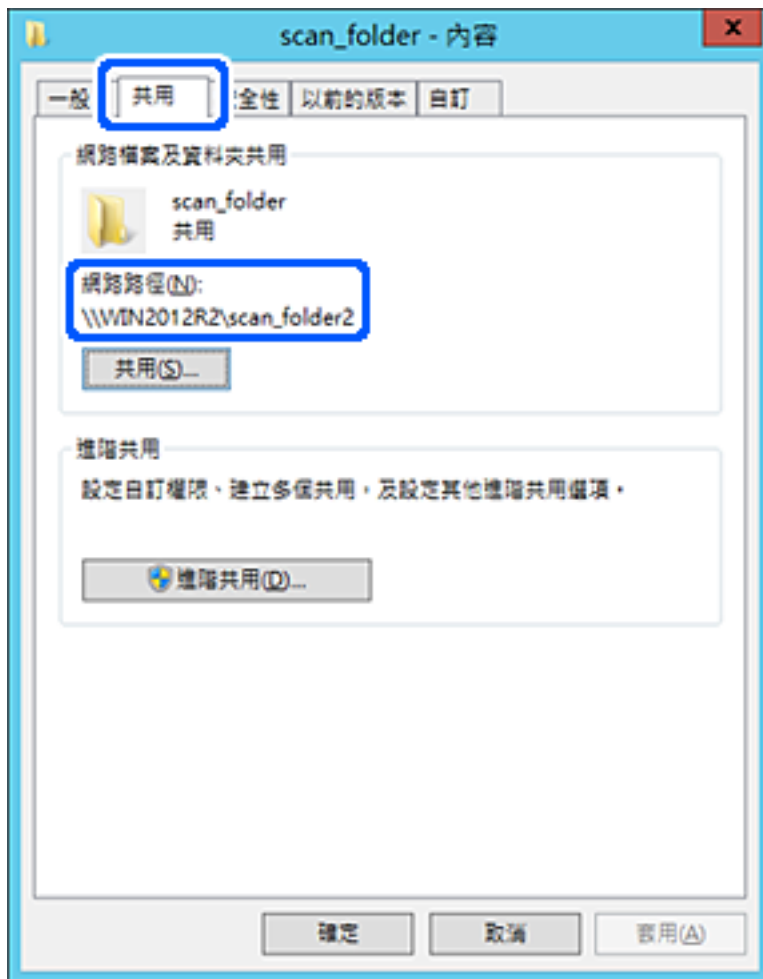 scan_folder - 內容
一般
共用
全性
以前的版本
自訂
網路檔案及資料夾共用
scan_folder
共用
網路路徑(N):
\\WIN2012R2\scan_folder2
共用(S)...
進階共用
設定自訂權限、建立多個共用，及設定其他進階共用選項。
進階共用(D)...
確定
取消
套用(A)